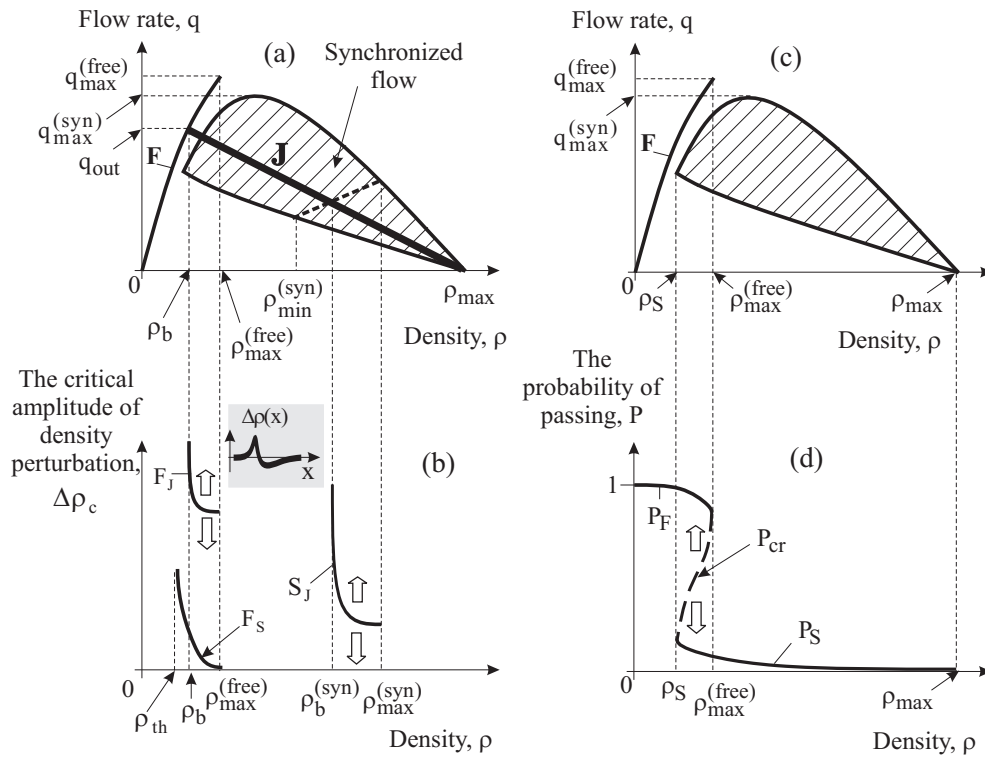 Flow rate, q
(a)
Synchronized
flow
q_max^(free)
q_max^(syn)
q_out
F
J
0
ρ_b
ρ_max^(free)
ρ_min^(syn)
ρ_max
Density, ρ
The critical
amplitude of
density
perturbation,
Δρ_c
Δρ(x)
x
(b)
F_J
F_S
S_J
0
ρ_th
ρ_b
ρ_max^(free)
ρ_b^(syn)
ρ_max^(syn)
Density, ρ
Flow rate, q
(c)
q_max^(free)
q_max^(syn)
F
0
ρ_S
ρ_max^(free)
ρ_max
Density, ρ
The
probability of
passing, P
(d)
1
P_F
P_cr
P_S
0
ρ_S
ρ_max^(free)
ρ_max
Density, ρ